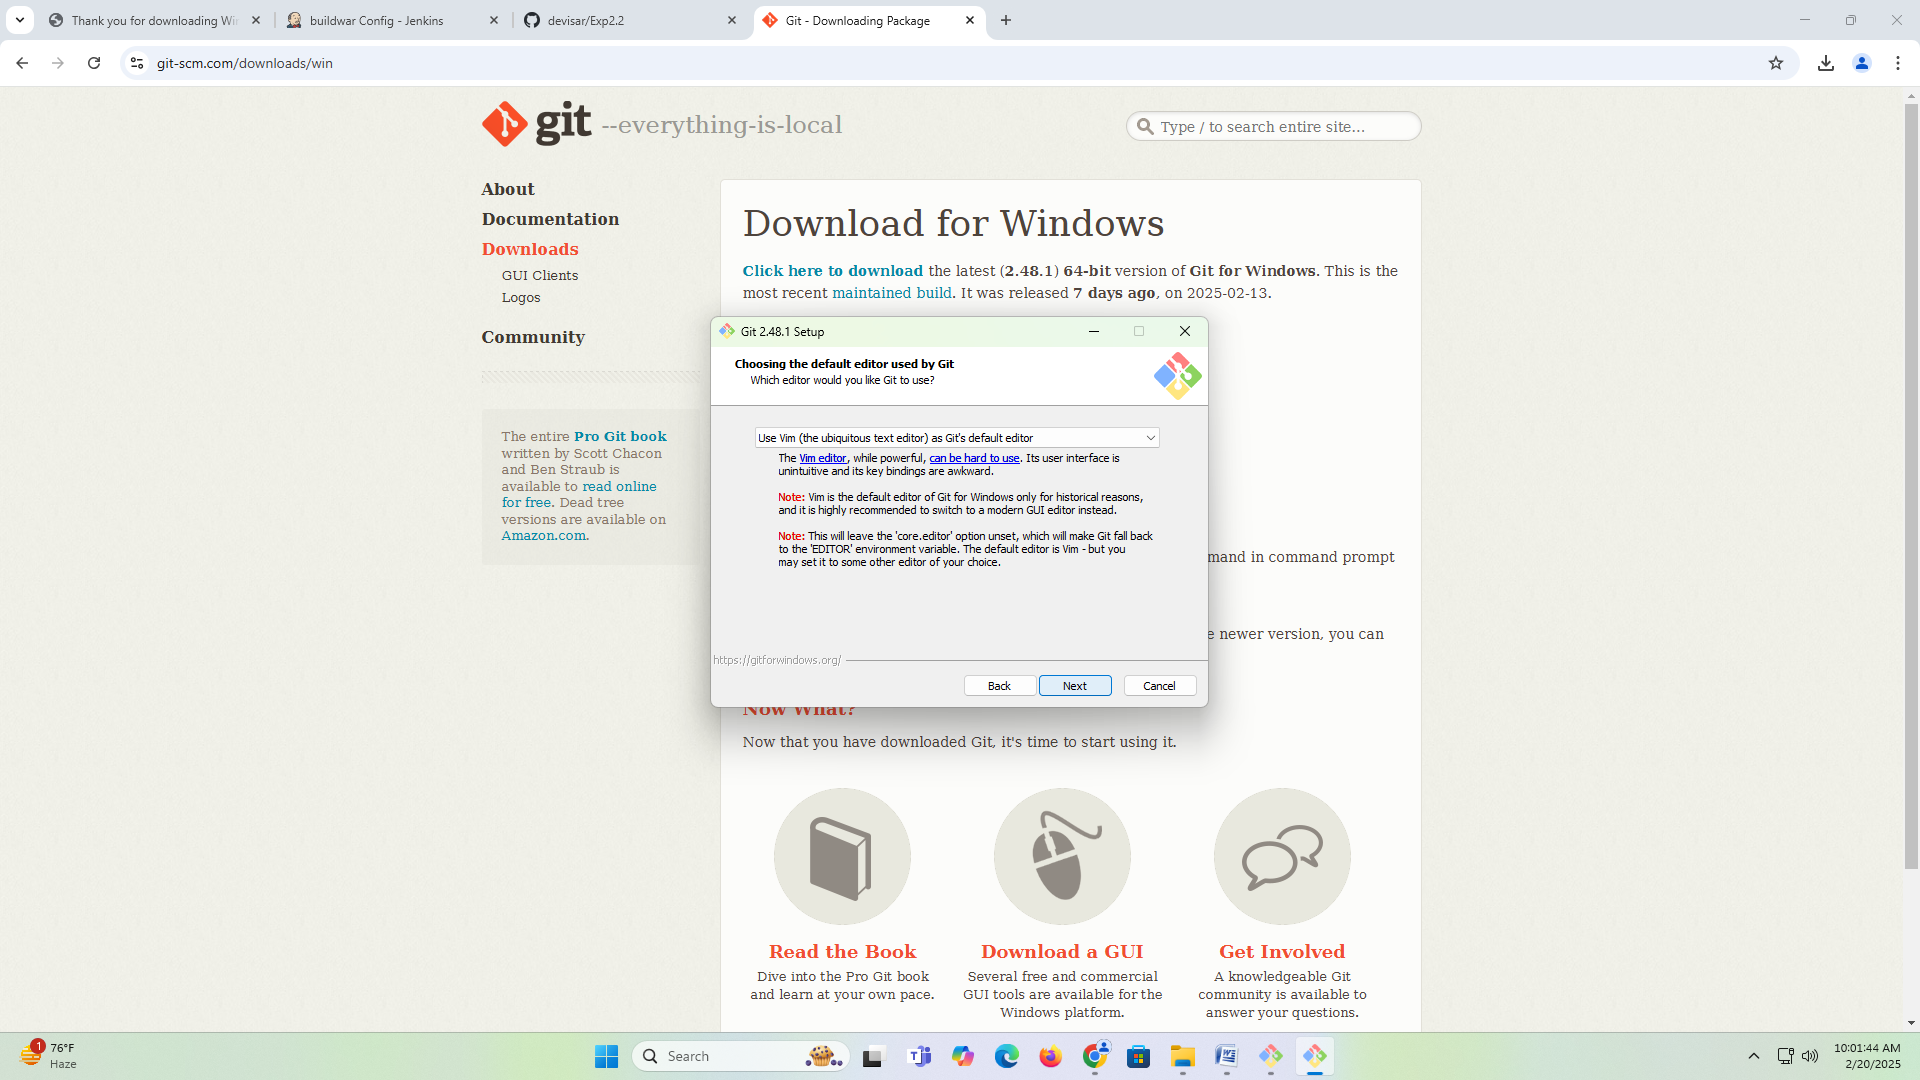 Thank you for downloading Wi
buildwar Config - Jenkins
devisar/Exp2.2
Git - Downloading Package
git-scm.com/downloads/win
git --everything-is-local
Type / to search entire site...
About
Documentation
Downloads
GUI Clients
Logos
Community
The entire Pro Git book
written by Scott Chacon
and Ben Straub is
available to read online
for free. Dead tree
versions are available on
Amazon.com.
Download for Windows
Click here to download the latest (2.48.1) 64-bit version of Git for Windows. This is the
most recent maintained build. It was released 7 days ago, on 2025-02-13.
Git 2.48.1 Setup
Choosing the default editor used by Git
Which editor would you like Git to use?
Use Vim (the ubiquitous text editor) as Git's default editor
The Vim editor, while powerful, can be hard to use. Its user interface is
unintuitive and its key bindings are awkward.
Note: Vim is the default editor of Git for Windows only for historical reasons,
and it is highly recommended to switch to a modern GUI editor instead.
Note: This will leave the 'core.editor' option unset, which will make Git fall back
to the 'EDITOR' environment variable. The default editor is Vim - but you
may set it to some other editor of your choice.
https://gitforwindows.org/
Back
Next
Cancel
mand in command prompt
e newer version, you can
Now What?
Now that you have downloaded Git, it's time to start using it.
Read the Book
Dive into the Pro Git book
and learn at your own pace.
Download a GUI
Several free and commercial
GUI tools are available for the
Windows platform.
Get Involved
A knowledgeable Git
community is available to
answer your questions.
1
76°F
Haze
Search
10:01:44 AM
2/20/2025